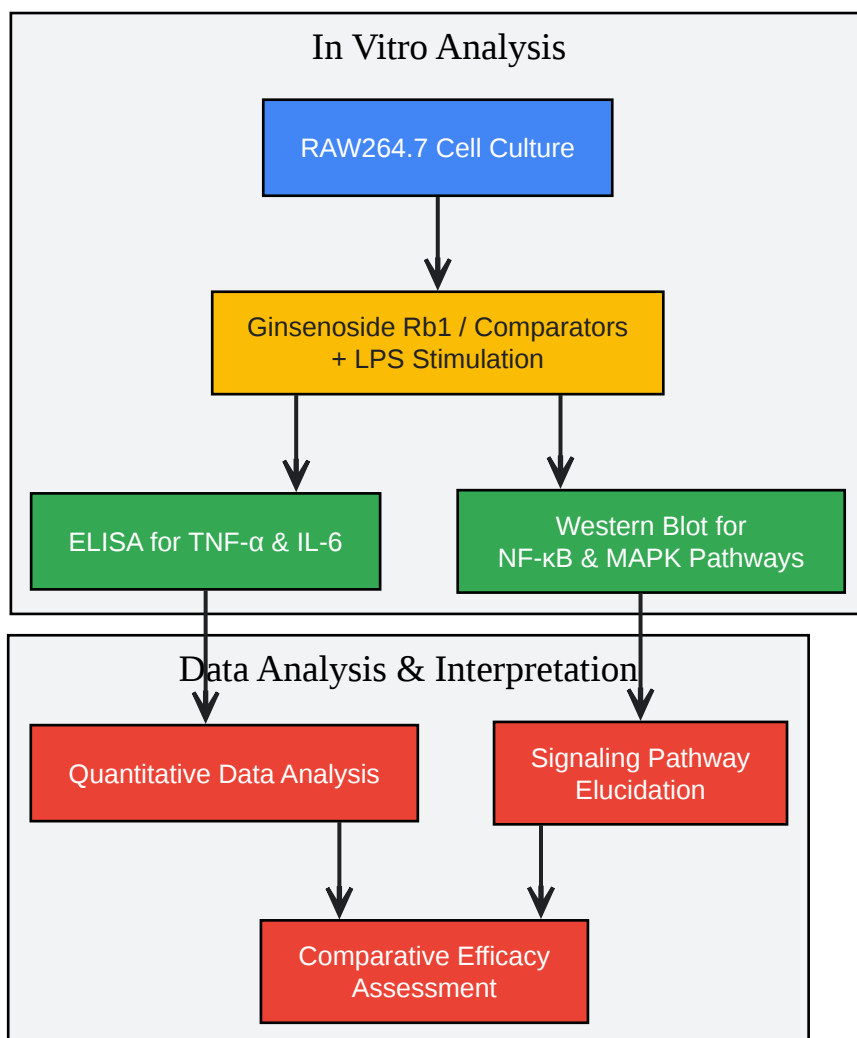 In Vitro Analysis
RAW264.7 Cell Culture
Ginsenoside Rb1 / Comparators
+ LPS Stimulation
ELISA for TNF-α & IL-6
Western Blot for
NF-κB & MAPK Pathways
Data Analysis & Interpretation
Quantitative Data Analysis
Signaling Pathway
Elucidation
Comparative Efficacy
Assessment